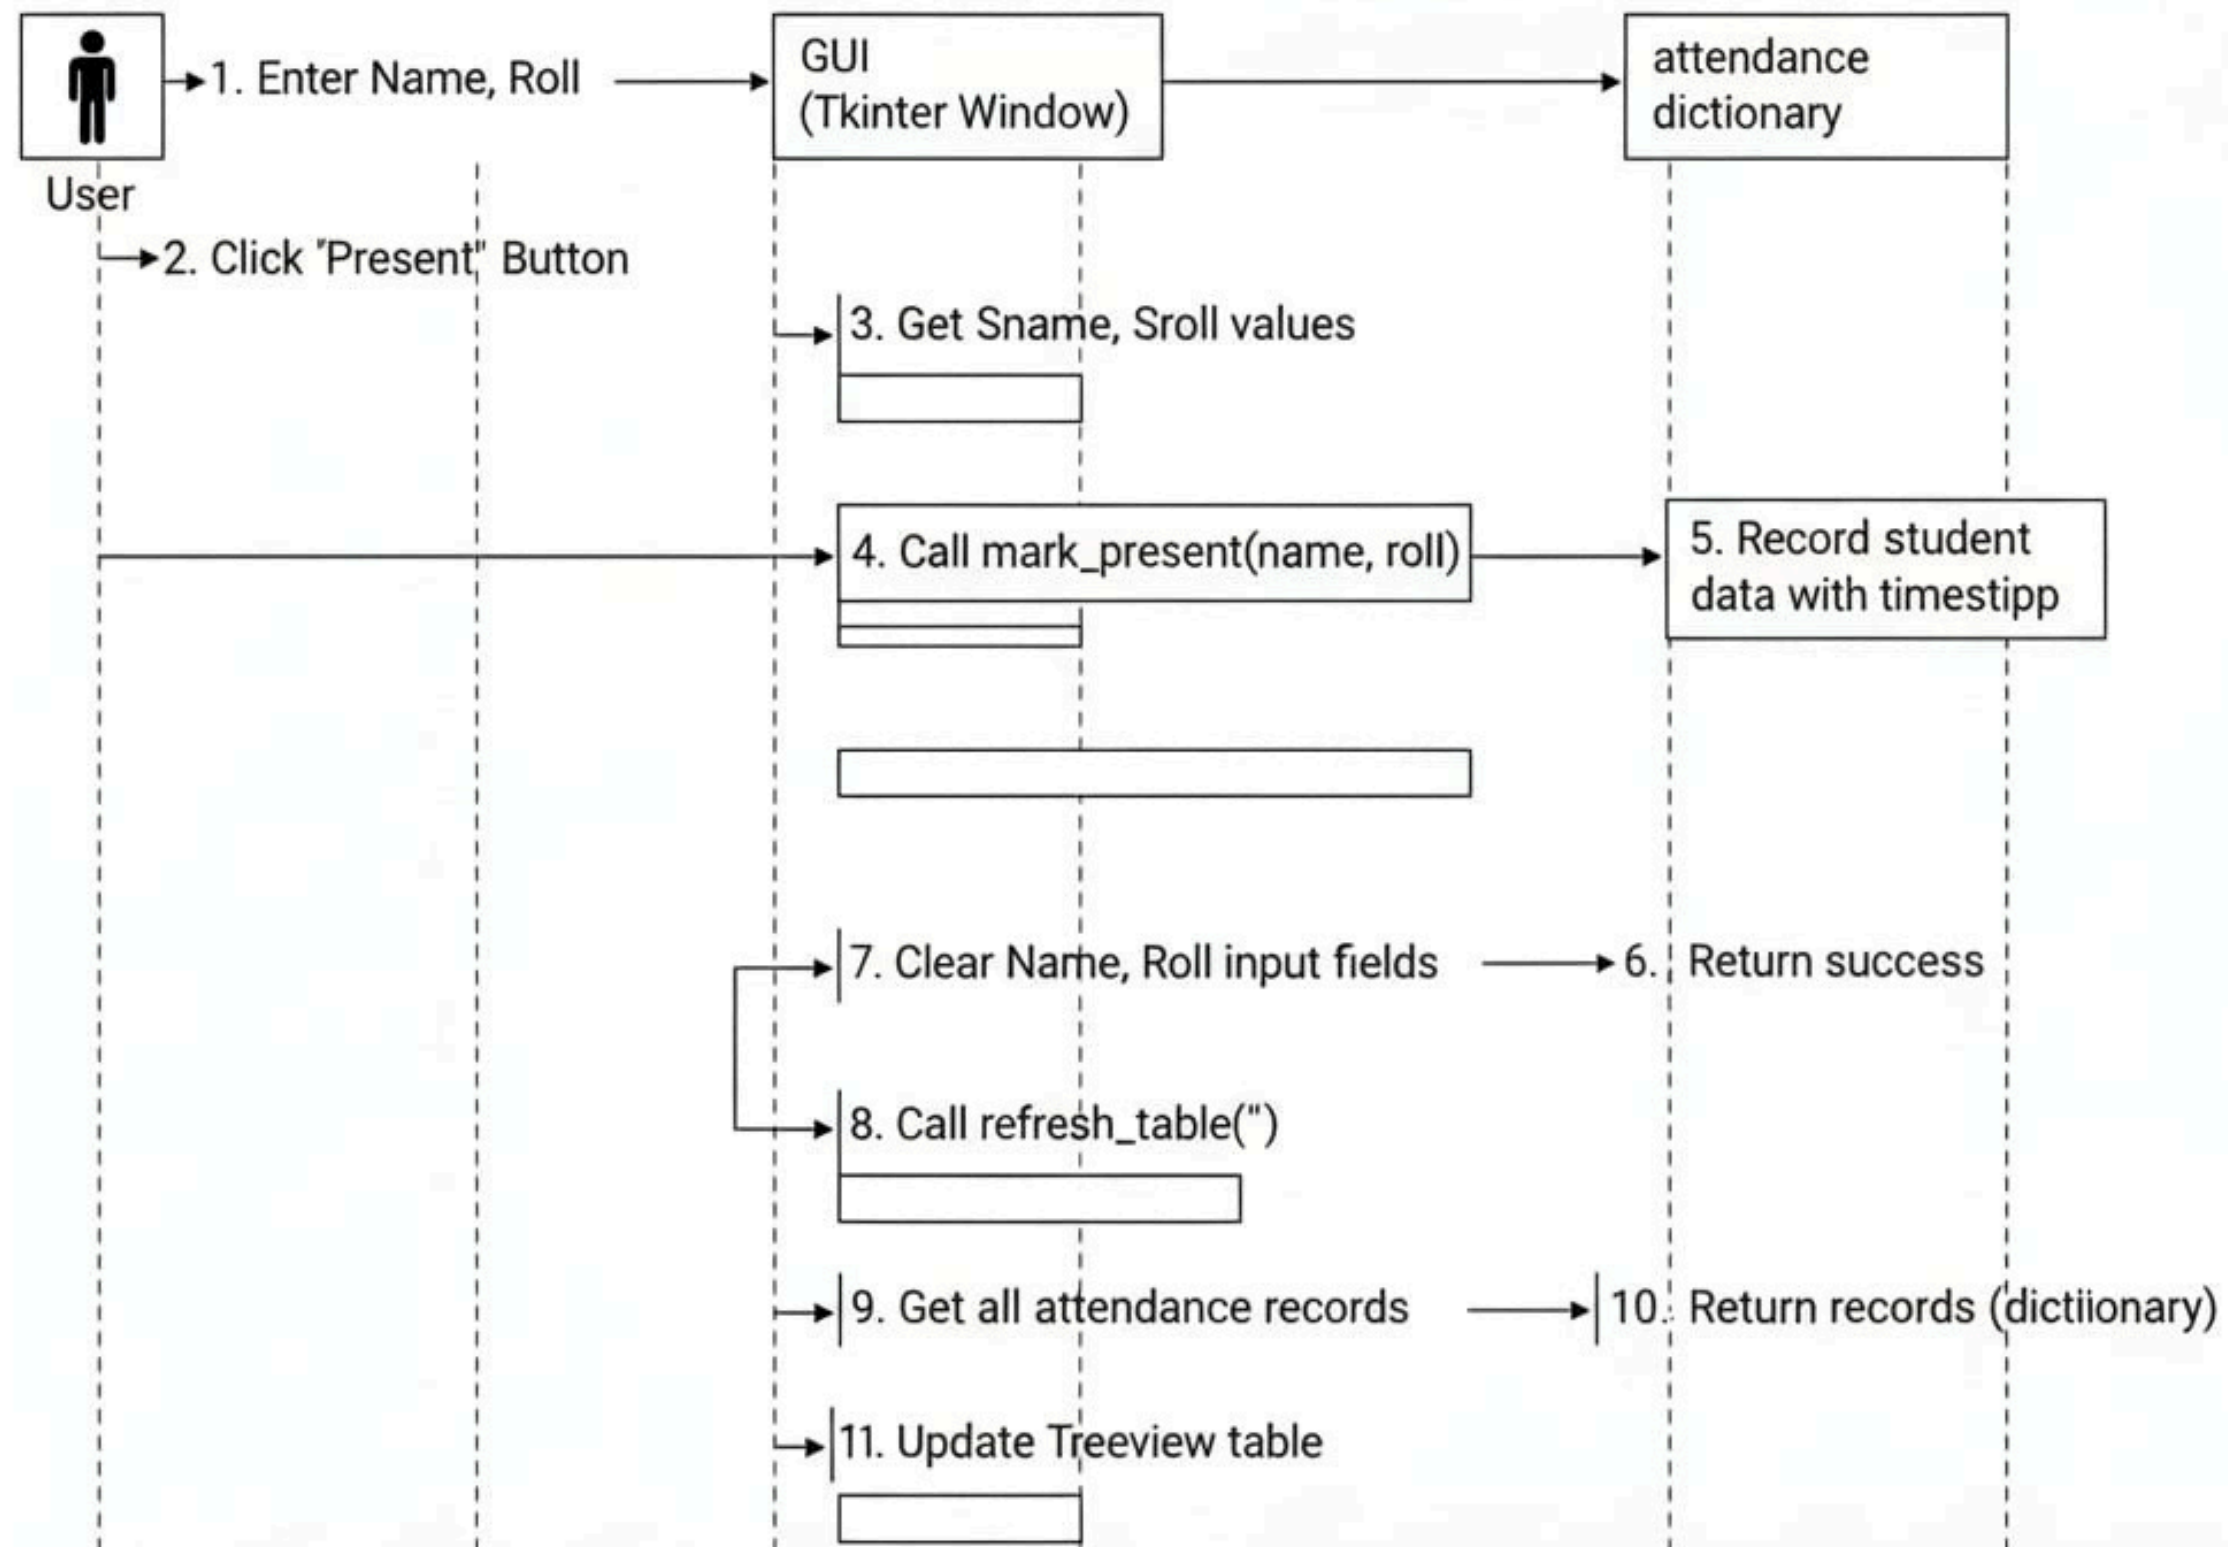 1. Enter Name, Roll
GUI
(Tkinter Window)
attendance
dictionary
User
2. Click "Present" Button
3. Get Sname, Sroll values
4. Call mark_present(name, roll)
5. Record student
data with timestipp
7. Clear Name, Roll input fields
6. Return success
8. Call refresh_table('')
9. Get all attendance records
10. Return records (dictiionary)
11. Update Treeview table